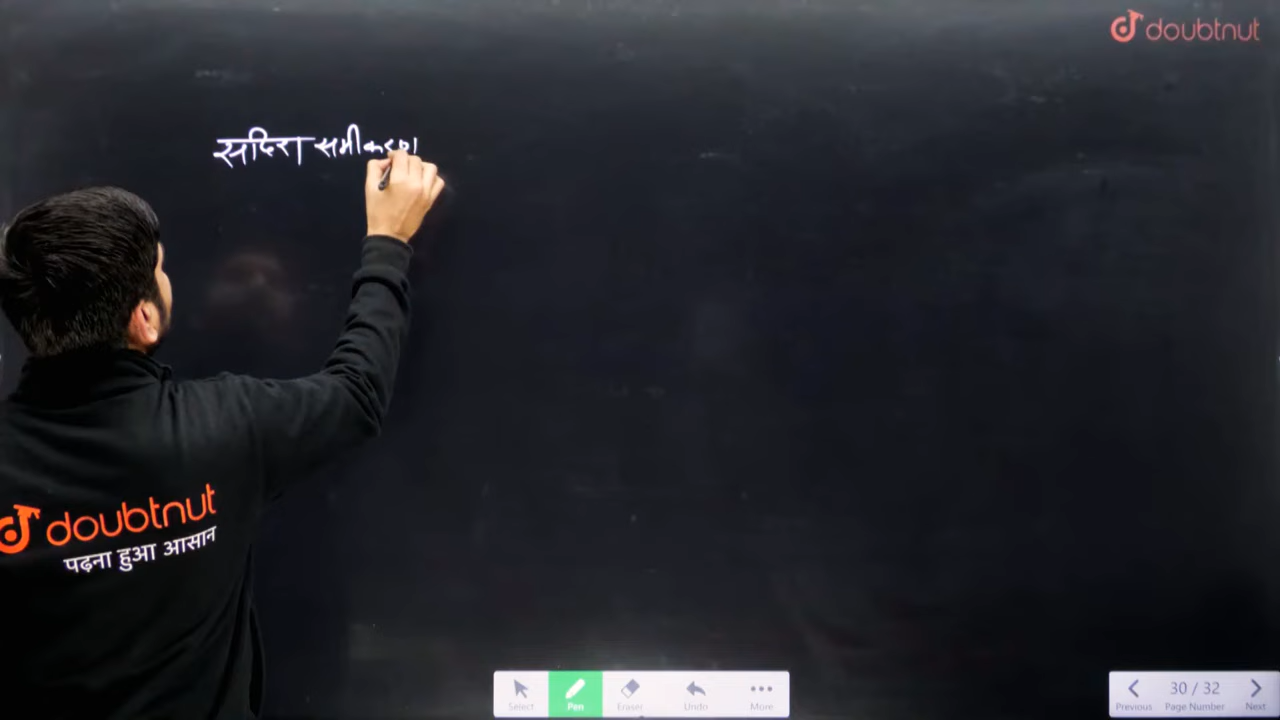 doubtnut
सदिश समीकरण
doubtnut
पढ़ना हुआ आसान
Select
Pen
Eraser
Undo
More
30 / 32
Previous
Page Number
Next